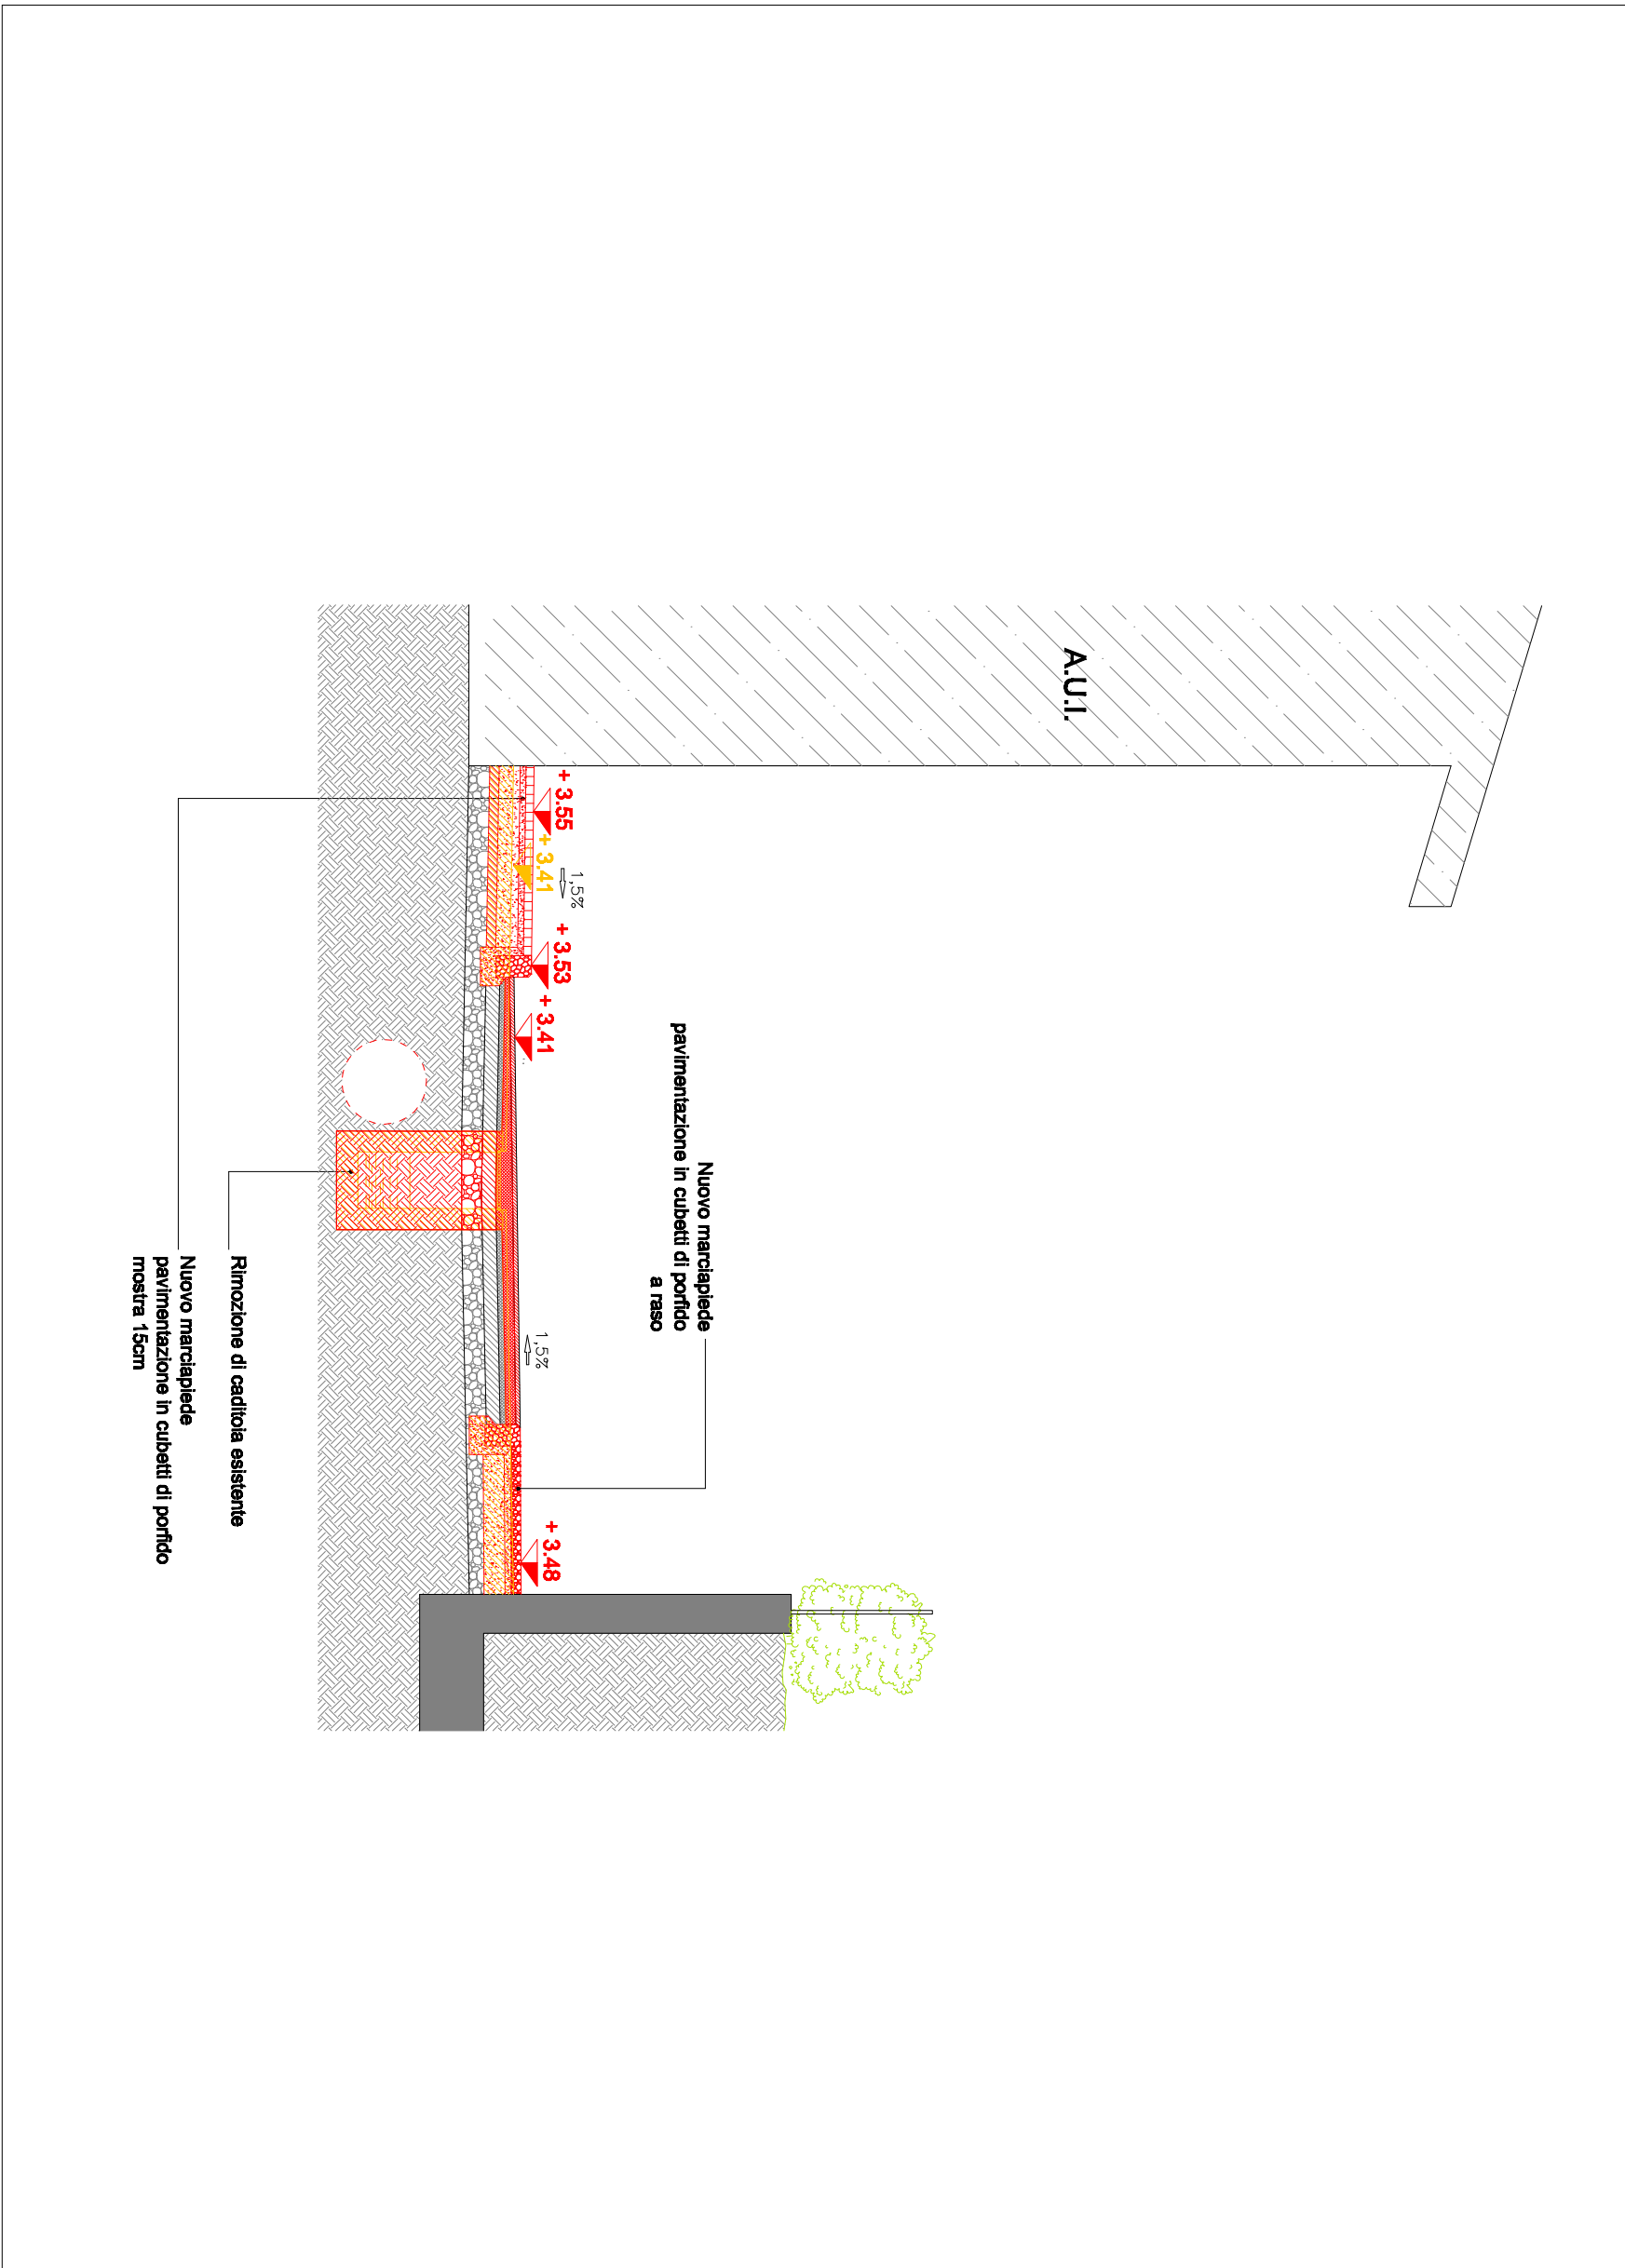 A.U.I.
Nuovo marciapiede
pavimentazione in cubetti di porfido
a raso
+ 3.55
+ 3.41
1,5%
+ 3.53
+ 3.41
1,5%
+ 3.48
Rimozione di caditoia esistente
Nuovo marciapiede
pavimentazione in cubetti di porfido
mostra 15cm